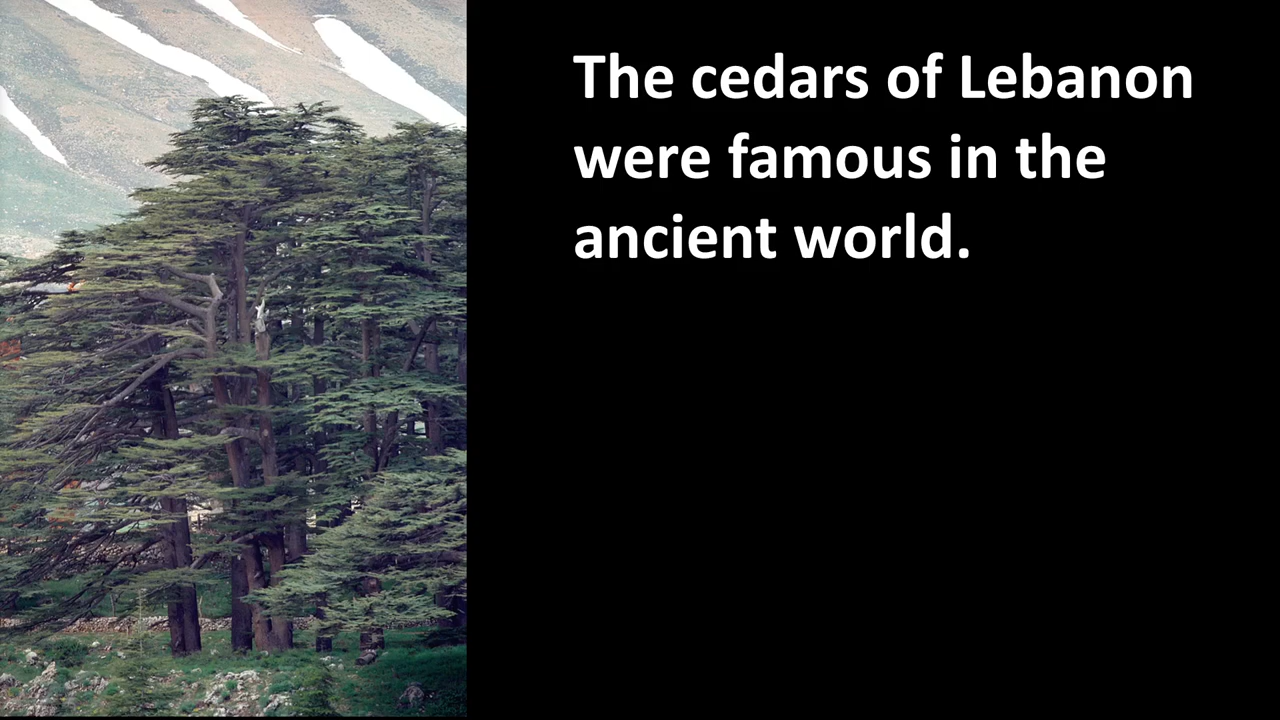 The cedars of Lebanon
were famous in the
ancient world.